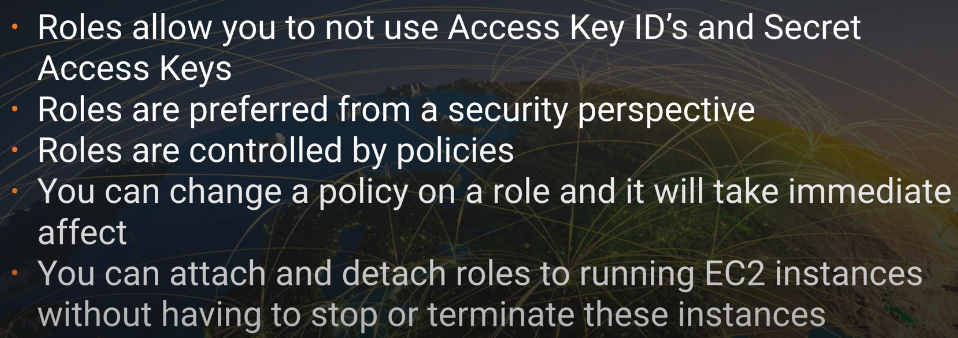 • Roles allow you to not use Access Key ID’s and Secret
Access Keys
• Roles are preferred from a security perspective
• Roles are controlled by policies
• You can change a policy on a role and it will take immediate
affect
• You can attach and detach roles to running EC2 instances
without having to stop or terminate these instances